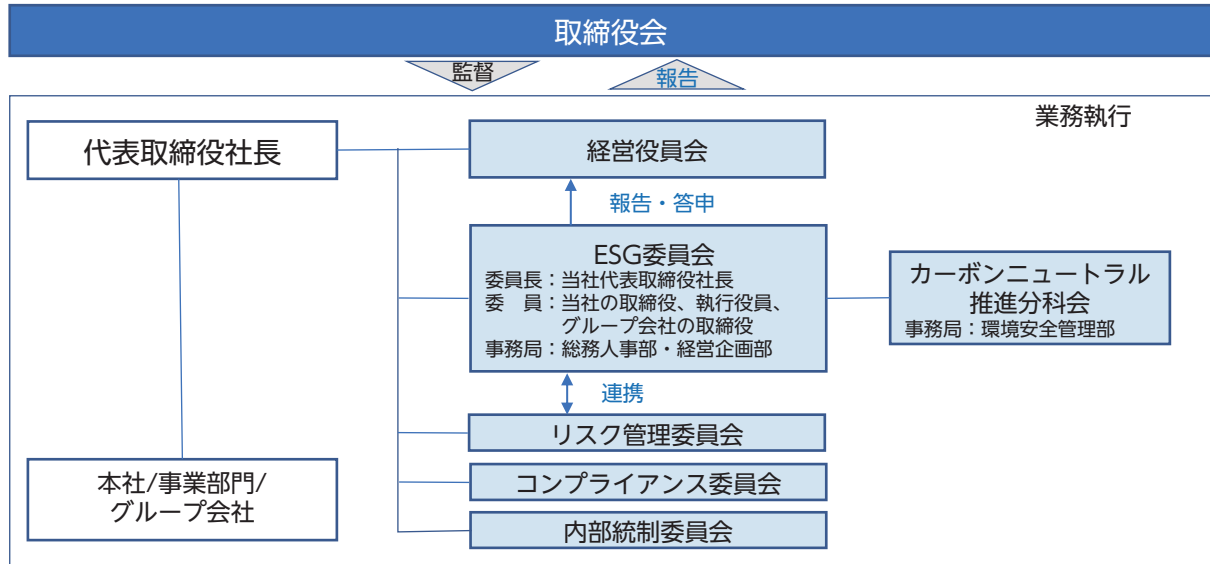 取締役会
監督
報告
業務執行
代表取締役社長
経営役員会
報告・答申
ESG委員会
委員長：当社代表取締役社長
委　員：当社の取締役、執行役員、
グループ会社の取締役
事務局：総務人事部・経営企画部
カーボンニュートラル
推進分科会
事務局：環境安全管理部
連携
リスク管理委員会
本社/事業部門/
グループ会社
コンプライアンス委員会
内部統制委員会